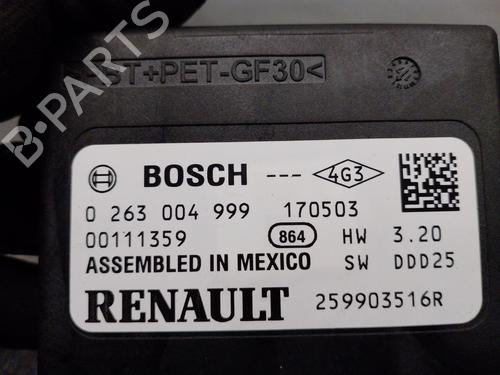 -ST+PET-GF30<
BOSCH --- 4G3
0 263 004 999 170503
00111359 864 HW 3.20
ASSEMBLED IN MEXICO SW DDD25
RENAULT 259903516R